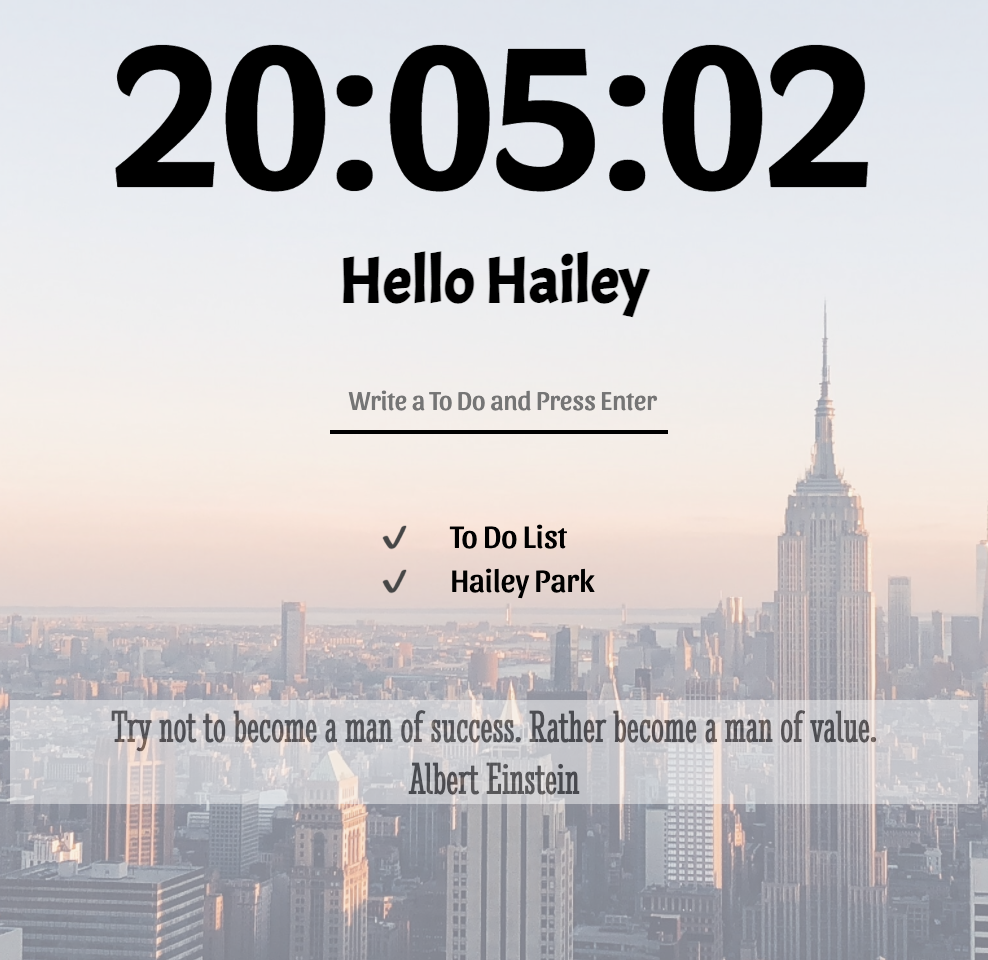 20:05:02
Hello Hailey
Write a To Do and Press Enter
To Do List
Hailey Park
Try not to become a man of success. Rather become a man of value.
Albert Einstein